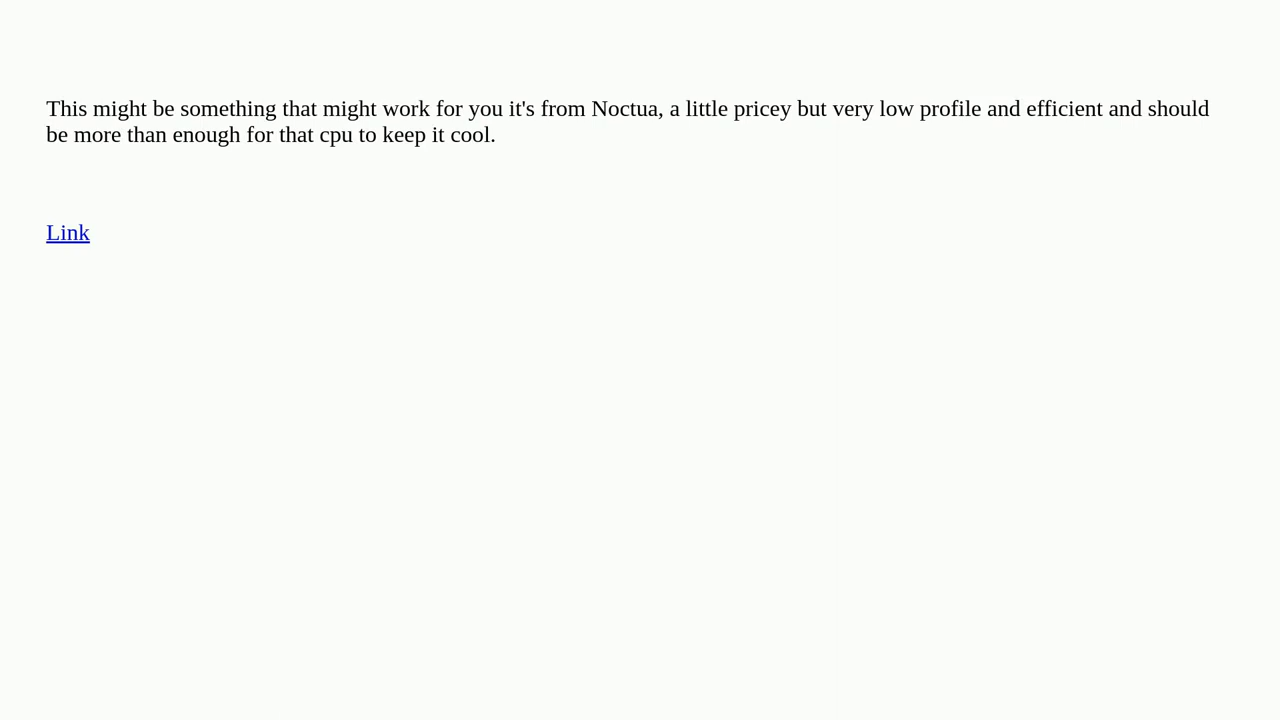 This might be something that might work for you it's from Noctua, a little pricey but very low profile and efficient and should
be more than enough for that cpu to keep it cool.
Link